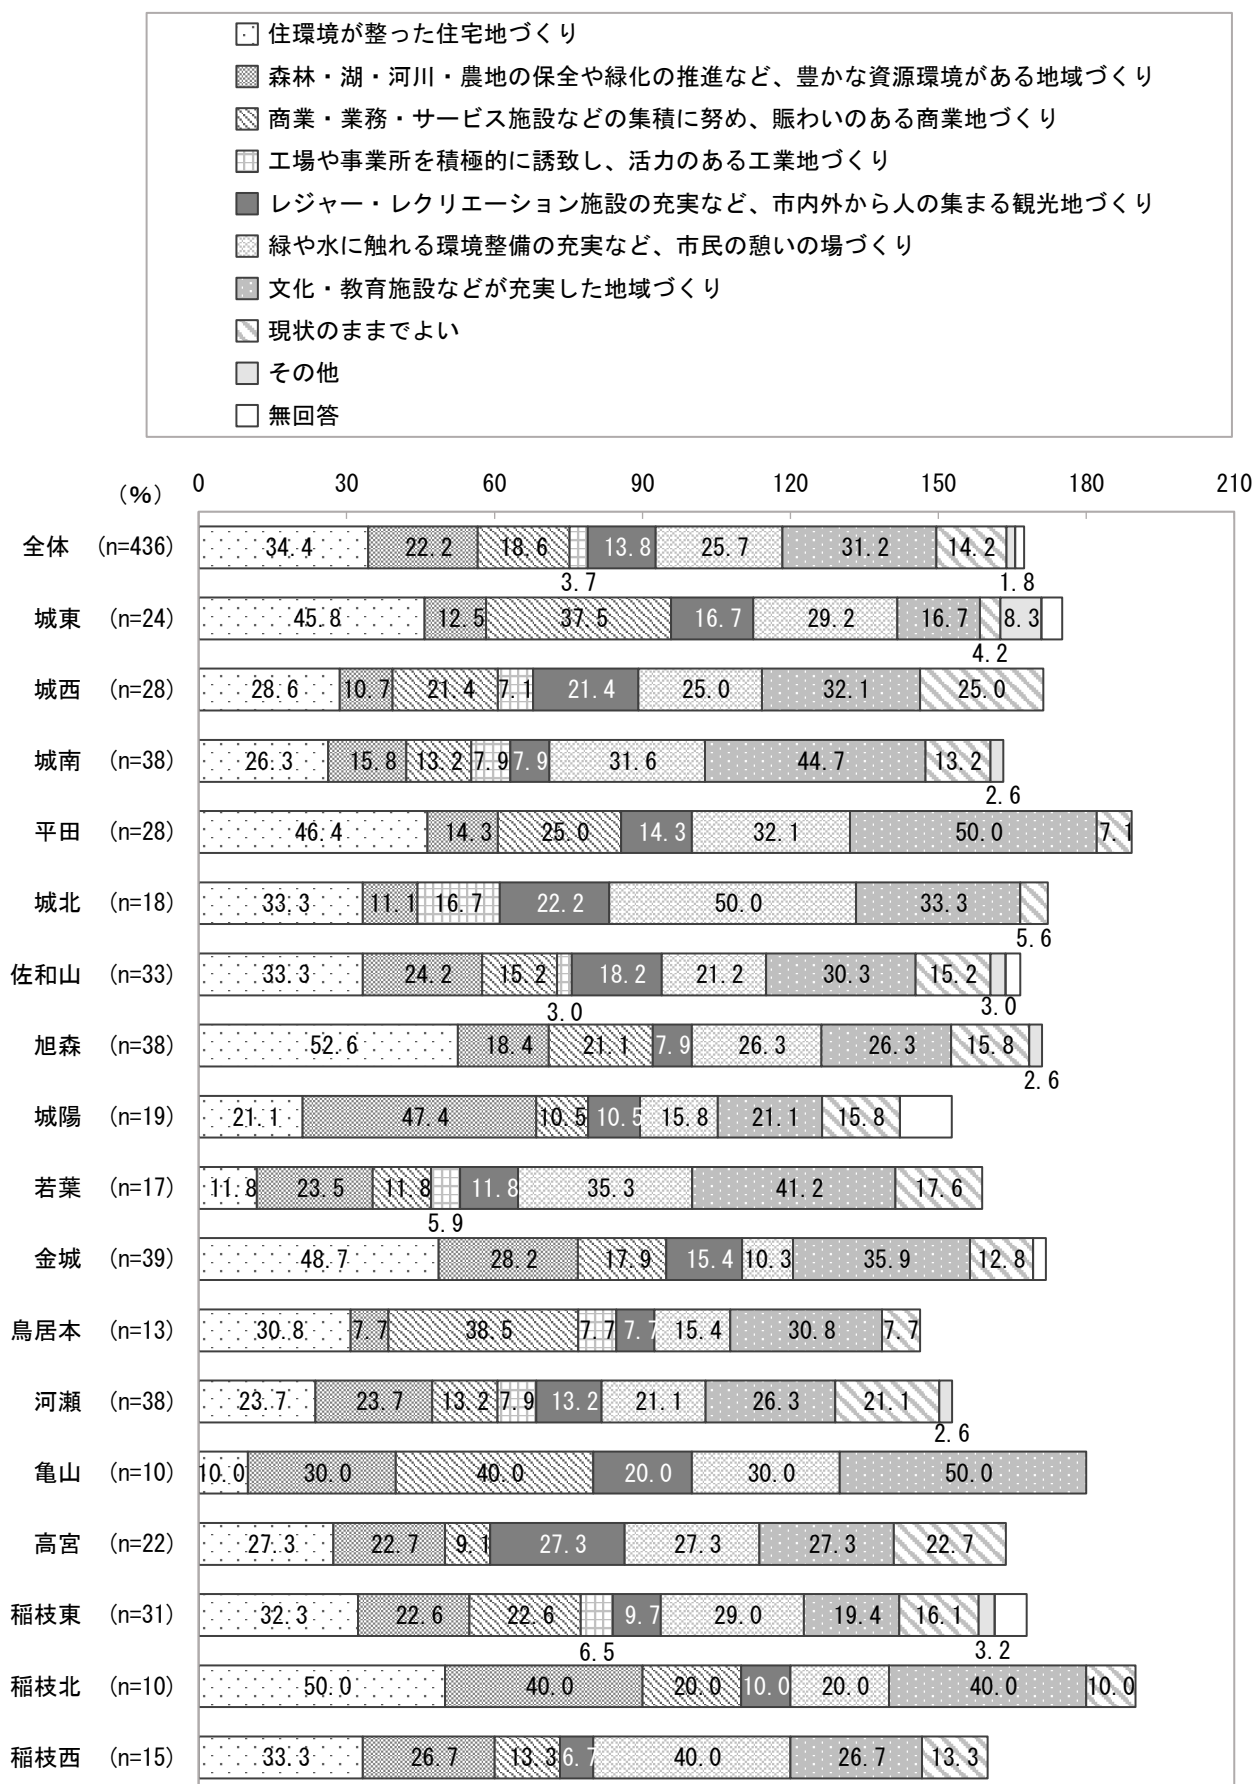 住環境が整った住宅地づくり
森林・湖・河川・農地の保全や緑化の推進など、豊かな資源環境がある地域づくり
商業・業務・サービス施設などの集積に努め、賑わいのある商業地づくり
工場や事業所を積極的に誘致し、活力のある工業地づくり
レジャー・レクリエーション施設の充実など、市内外から人の集まる観光地づくり
緑や水に触れる環境整備の充実など、市民の憩いの場づくり
文化・教育施設などが充実した地域づくり
現状のままでよい
その他
無回答
(%) 0 30 60 90 120 150 180 210
全体 (n=436) 34.4 22.2 18.6 13.8 25.7 31.2 14.2
3.7 1.8
城東 (n=24) 45.8 12.5 37.5 16.7 29.2 16.7 8.3
4.2
城西 (n=28) 28.6 10.7 21.4 7.1 21.4 25.0 32.1 25.0
城南 (n=38) 26.3 15.8 13.2 7.9 7.9 31.6 44.7 13.2
2.6
平田 (n=28) 46.4 14.3 25.0 14.3 32.1 50.0 7.1
城北 (n=18) 33.3 11.1 16.7 22.2 50.0 33.3
5.6
佐和山 (n=33) 33.3 24.2 15.2 18.2 21.2 30.3 15.2
3.0 3.0
旭森 (n=38) 52.6 18.4 21.1 7.9 26.3 26.3 15.8
2.6
城陽 (n=19) 21.1 47.4 10.5 10.5 15.8 21.1 15.8
若葉 (n=17) 11.8 23.5 11.8 11.8 35.3 41.2 17.6
5.9
金城 (n=39) 48.7 28.2 17.9 15.4 10.3 35.9 12.8
鳥居本 (n=13) 30.8 7.7 38.5 7.7 7.7 15.4 30.8 7.7
河瀬 (n=38) 23.7 23.7 13.2 7.9 13.2 21.1 26.3 21.1
2.6
亀山 (n=10) 10.0 30.0 40.0 20.0 30.0 50.0
高宮 (n=22) 27.3 22.7 9.1 27.3 27.3 27.3 22.7
稲枝東 (n=31) 32.3 22.6 22.6 9.7 29.0 19.4 16.1
6.5 3.2
稲枝北 (n=10) 50.0 40.0 20.0 10.0 20.0 40.0 10.0
稲枝西 (n=15) 33.3 26.7 13.3 6.7 40.0 26.7 13.3